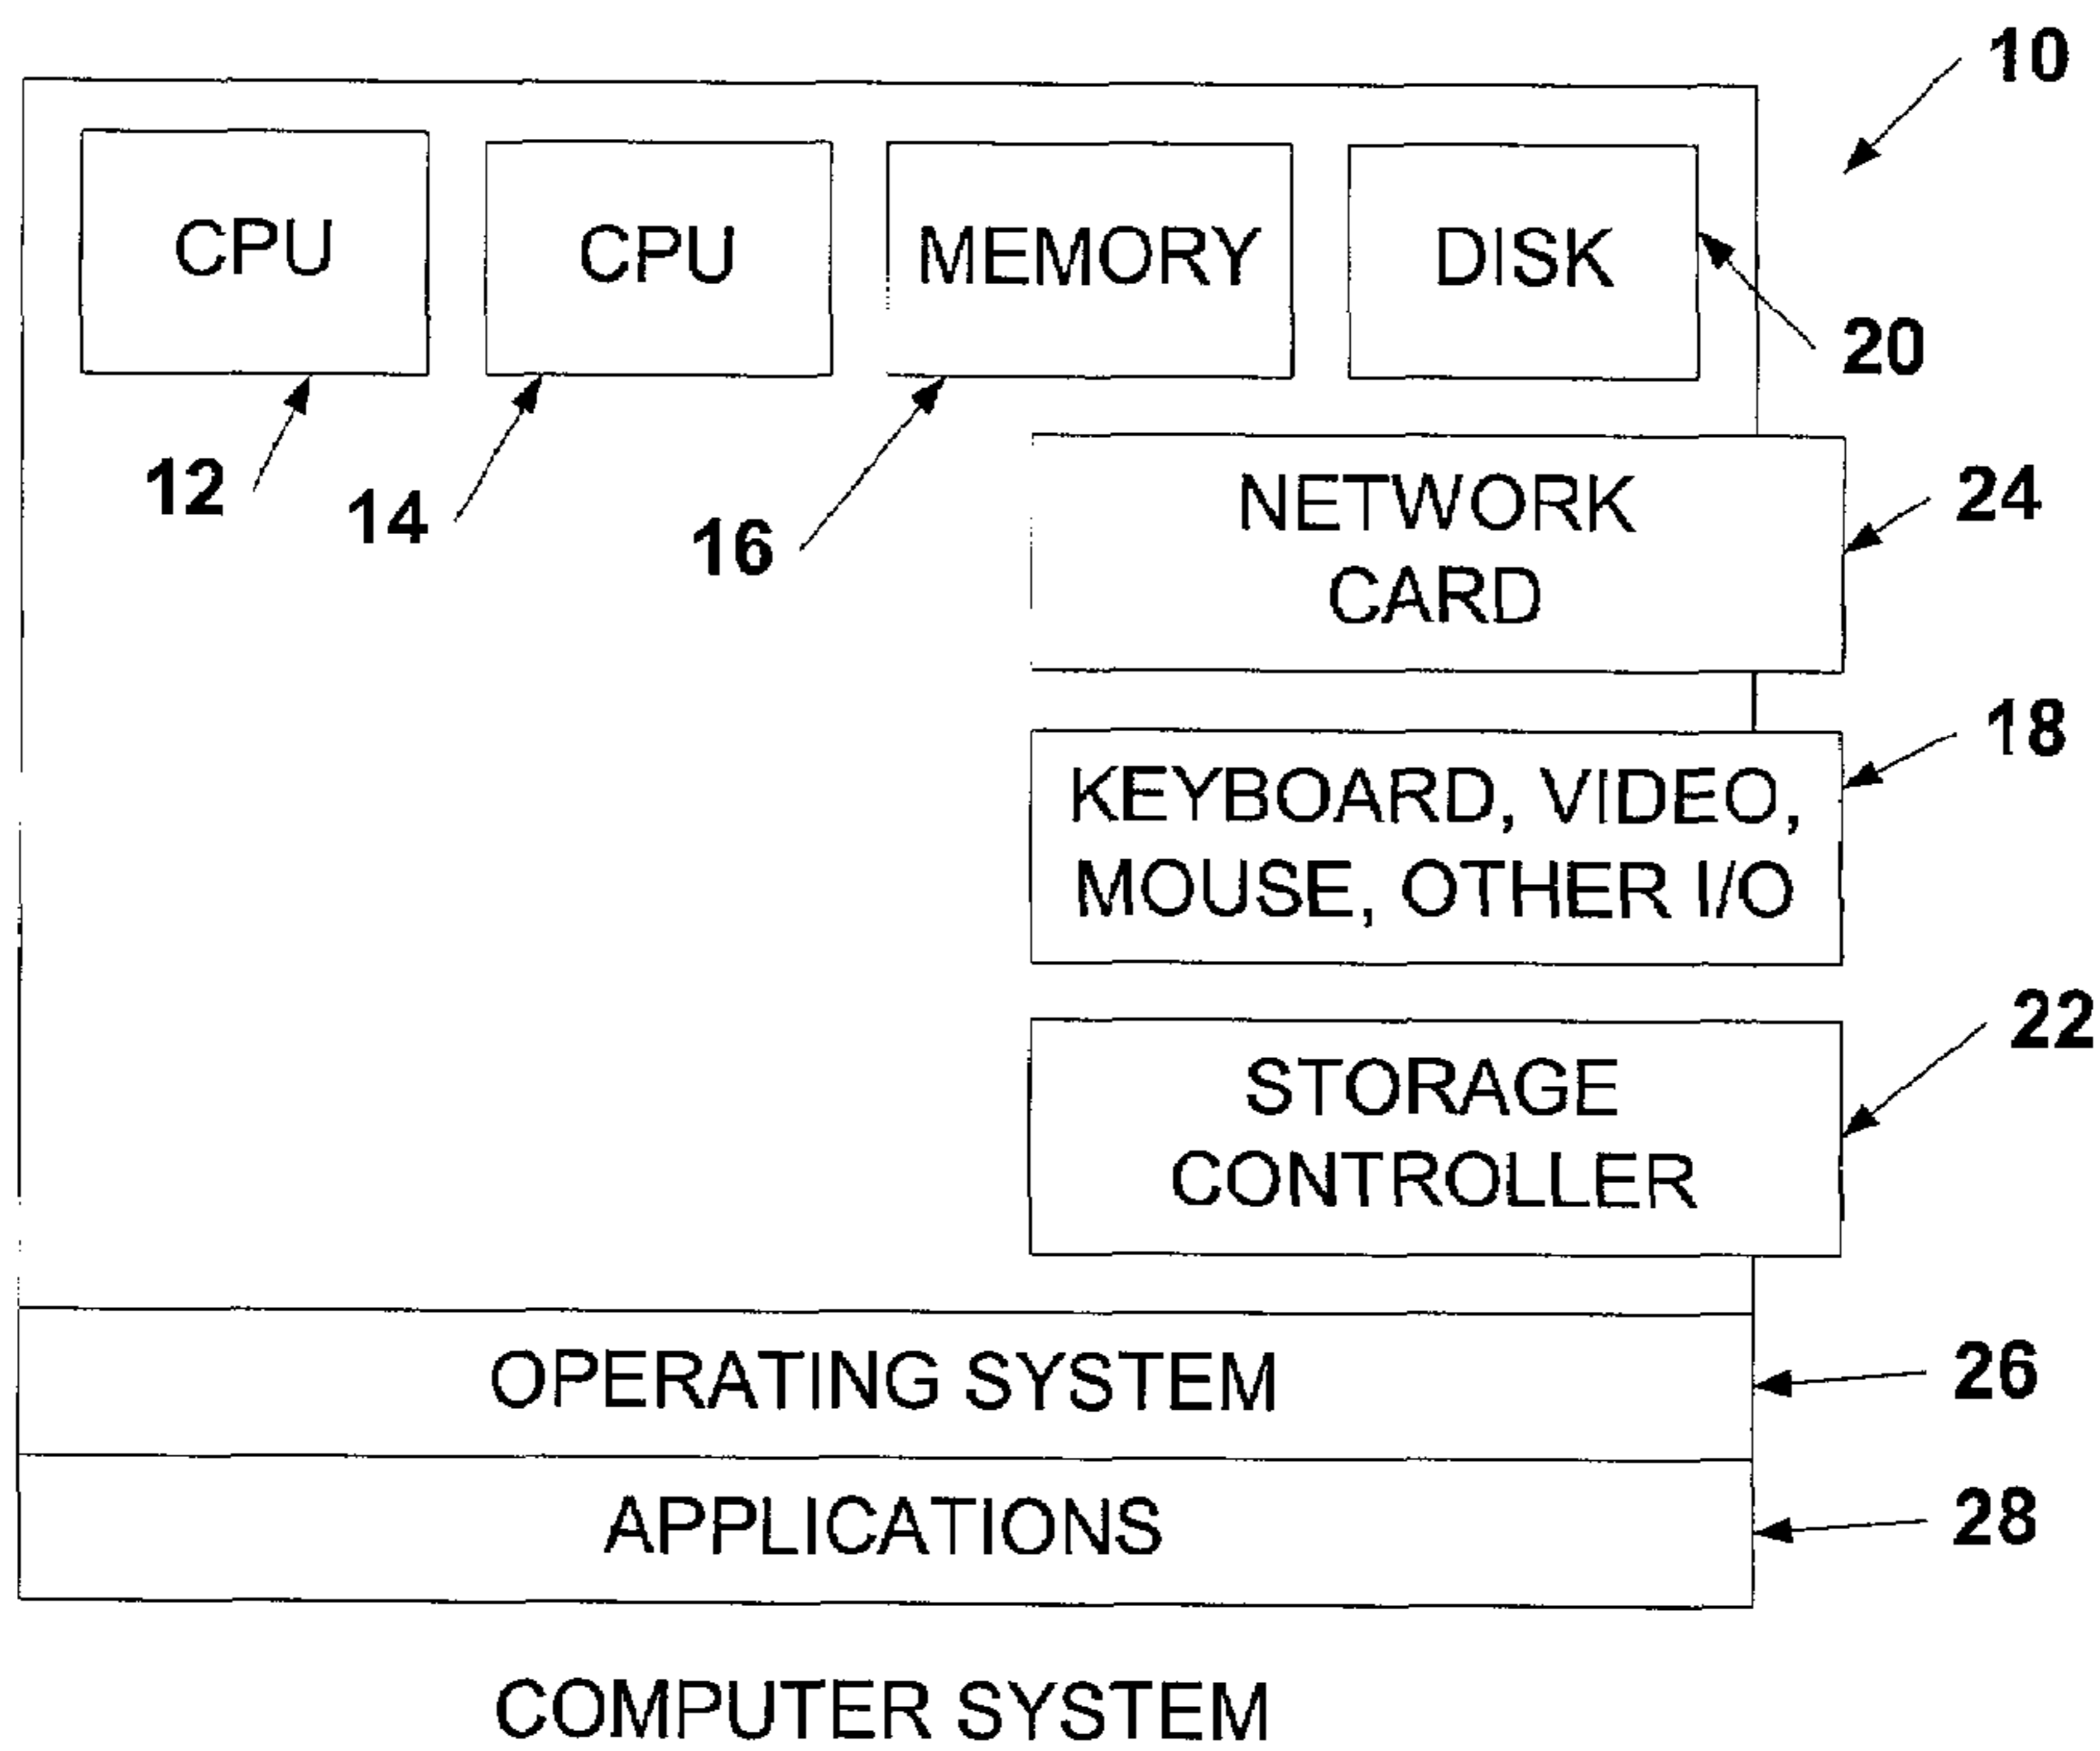 10
CPU
CPU
MEMORY
DISK
20
12
14
16
NETWORK
CARD
24
18
KEYBOARD, VIDEO,
MOUSE, OTHER I/O
22
STORAGE
CONTROLLER
OPERATING SYSTEM
26
APPLICATIONS
28
COMPUTER SYSTEM